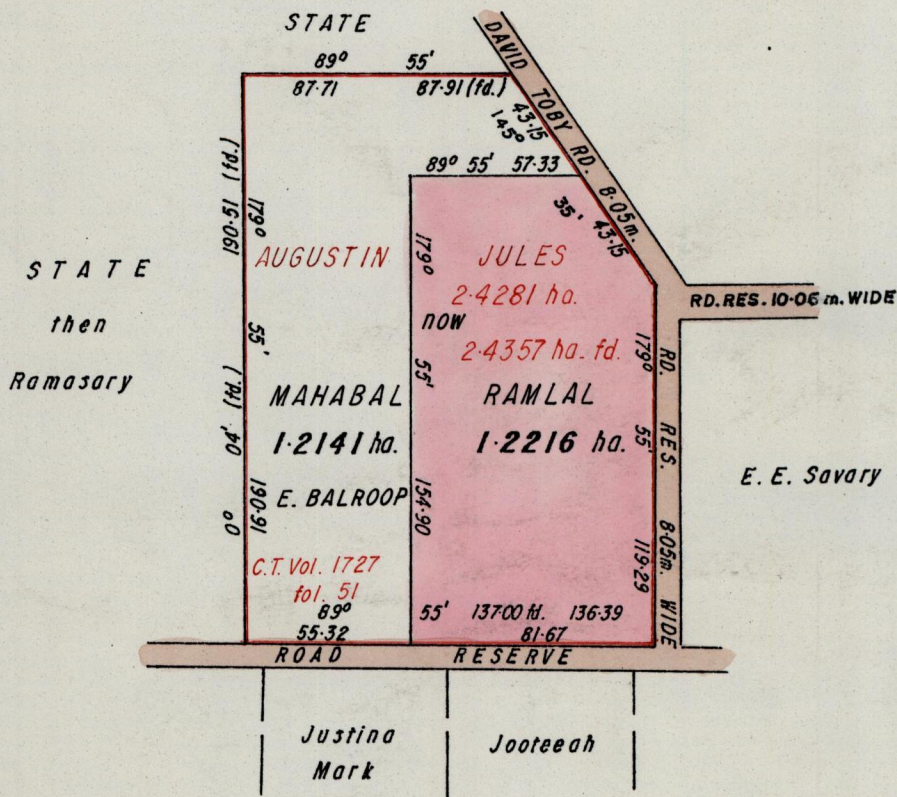 STATE
DAVID TOBY RD. 8·05m.
89° 55'
87·71 87·91 (fd.)
43·15
145°
89° 55' 57·33
35'
43·15
190·51 (fd.)
179°
AUGUSTIN
179°
JULES
2·4281 ha.
STATE
then
Ramasary
RD. RES. 10·06 m. WIDE
now
2·4357 ha. fd.
55'
55'
179°
MAHABAL
RAMLAL
1·2141 ha.
1·2216 ha.
RD. RES. 8·05m. WIDE
55'
0° 04' (fd.)
190·91
E. BALROOP
154·90
E. E. Savary
C.T. Vol. 1727
fol. 51
119·29
89° 55' 137·00 fd. 136·39
55·32 81·67
ROAD RESERVE
Justina
Mark
Jooteeah